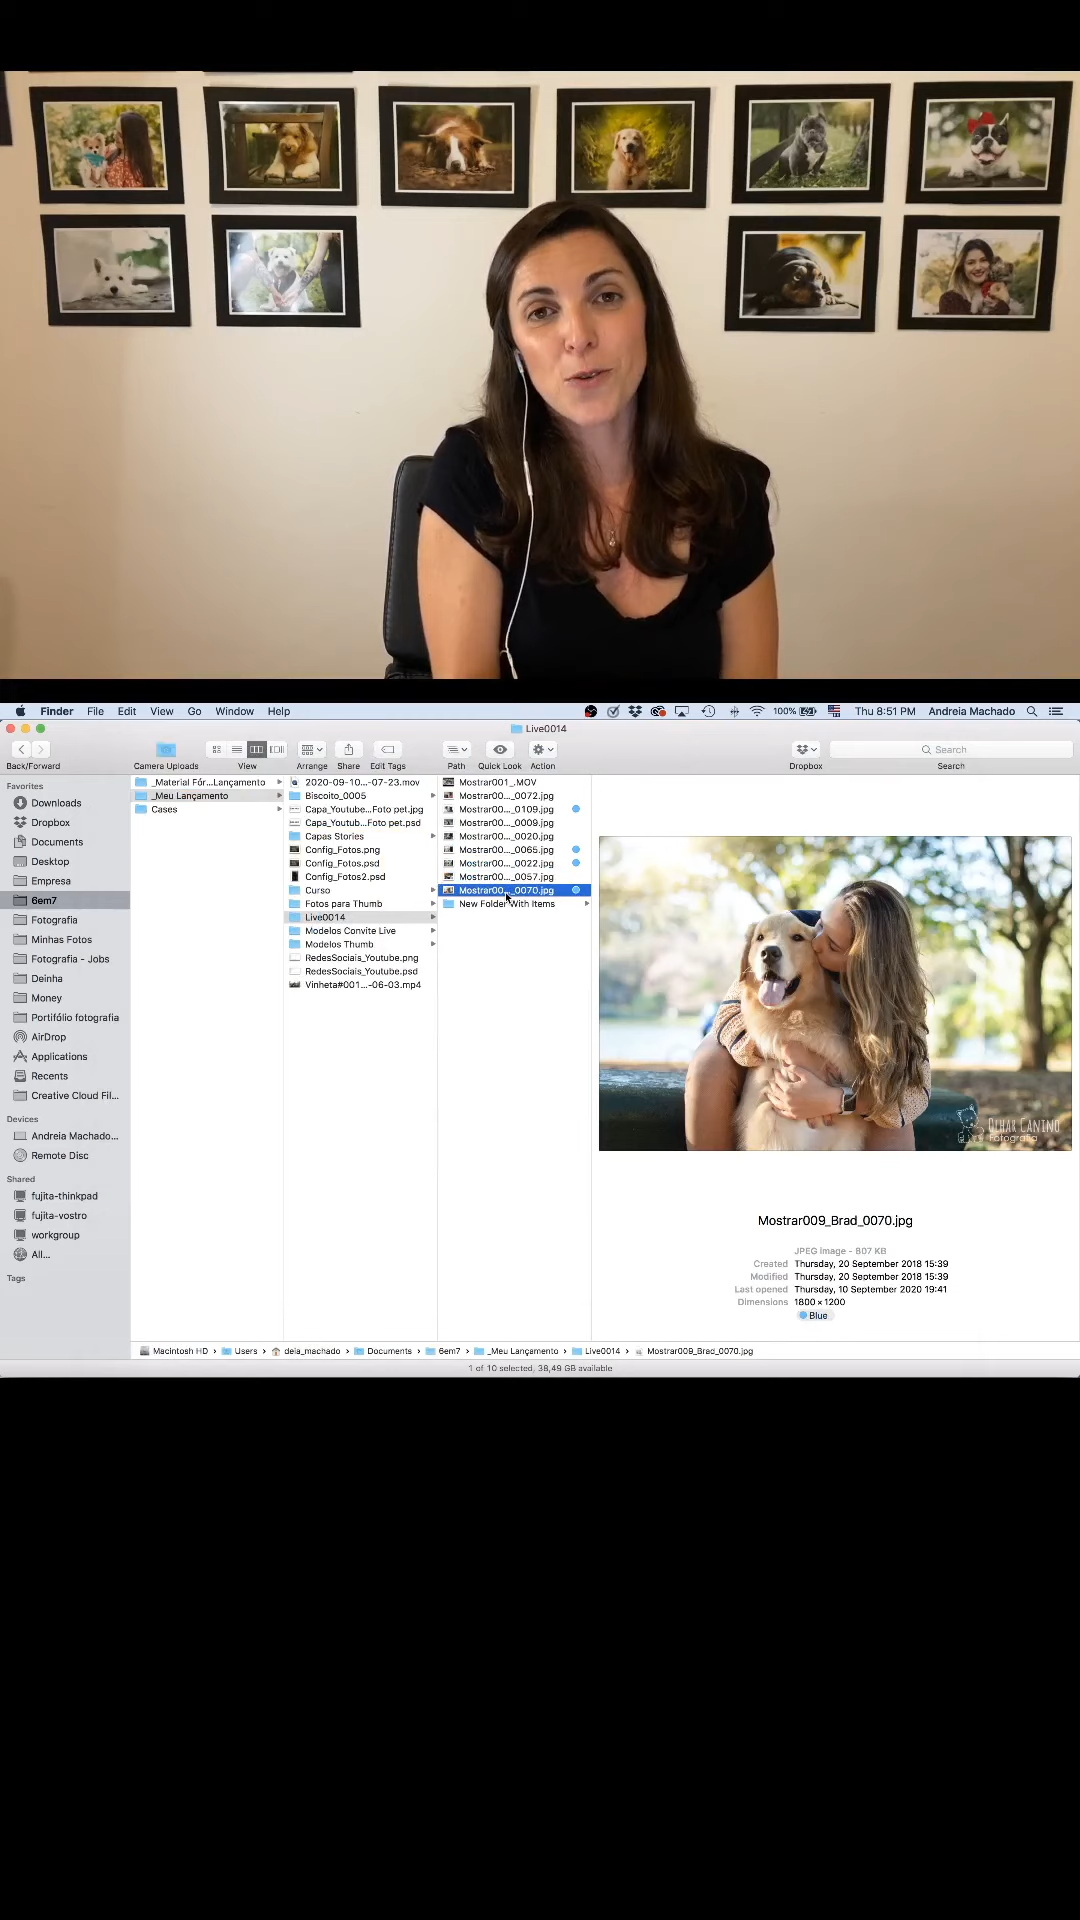 Finder File Edit View Go Window Help 100% Thu 8:51 PM Andreia Machado
Live0014
Search
Back/Forward Camera Uploads View Arrange Share Edit Tags Path Quick Look Action Dropbox Search
Favorites
Downloads
Dropbox
Documents
Desktop
Empresa
6em7
Fotografia
Minhas Fotos
Fotografia - Jobs
Deinha
Money
Portifólio fotografia
AirDrop
Applications
Recents
Creative Cloud Fil...
Devices
Andreia Machado...
Remote Disc
Shared
fujita-thinkpad
fujita-vostro
workgroup
All...
Tags
_Material Fór...Lançamento
_Meu Lançamento
Cases
2020-09-10...-07-23.mov
Biscoito_0005
Capa_Youtube...Foto pet.jpg
Capa_Youtub...Foto pet.psd
Capas Stories
Config_Fotos.png
Config_Fotos.psd
Config_Fotos2.psd
Curso
Fotos para Thumb
Live0014
Modelos Convite Live
Modelos Thumb
RedesSociais_Youtube.png
RedesSociais_Youtube.psd
Vinheta#001...-06-03.mp4
Mostrar001_.MOV
Mostrar00..._0072.jpg
Mostrar00..._0109.jpg
Mostrar00..._0009.jpg
Mostrar00..._0020.jpg
Mostrar00..._0065.jpg
Mostrar00..._0022.jpg
Mostrar00..._0057.jpg
Mostrar00..._0070.jpg
New Folder With Items
Olhar Canino
Fotografia
Mostrar009_Brad_0070.jpg
JPEG image - 807 KB
Created Thursday, 20 September 2018 15:39
Modified Thursday, 20 September 2018 15:39
Last opened Thursday, 10 September 2020 19:41
Dimensions 1800 × 1200
Blue
Macintosh HD › Users › deia_machado › Documents › 6em7 › _Meu Lançamento › Live0014 › Mostrar009_Brad_0070.jpg
1 of 10 selected, 38,49 GB available